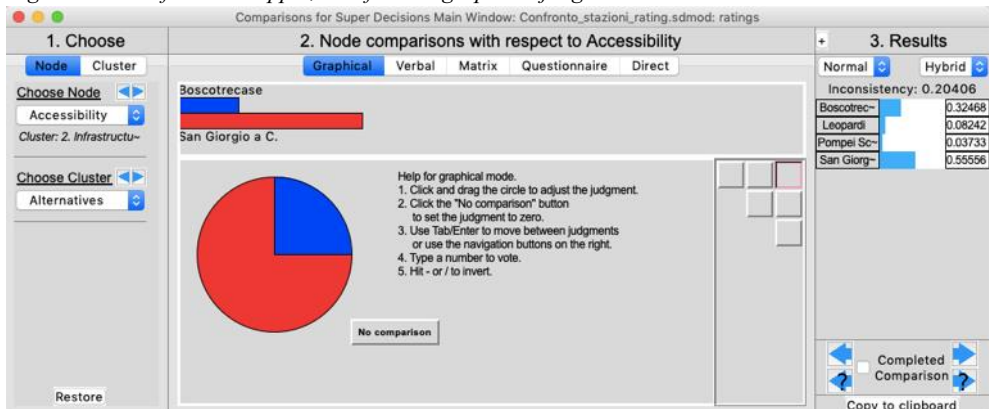 Comparisons for Super Decisions Main Window: Confronto_stazioni_rating.sdmod: ratings
1. Choose
Node Cluster
Choose Node
Accessibility
Cluster: 2. Infrastructu~
Choose Cluster
Alternatives
Restore
2. Node comparisons with respect to Accessibility
Graphical Verbal Matrix Questionnaire Direct
Boscotrecase
San Giorgio a C.
Help for graphical mode.
1. Click and drag the circle to adjust the judgment.
2. Click the "No comparison" button
to set the judgment to zero.
3. Use Tab/Enter to move between judgments
or use the navigation buttons on the right.
4. Type a number to vote.
5. Hit - or / to invert.
No comparison
+ 3. Results
Normal Hybrid
Inconsistency: 0.20406
Boscotrec~ 0.32468
Leopardi 0.08242
Pompei Sc~ 0.03733
San Giorg~ 0.55556
Completed
Comparison
? ?
Copy to clipboard